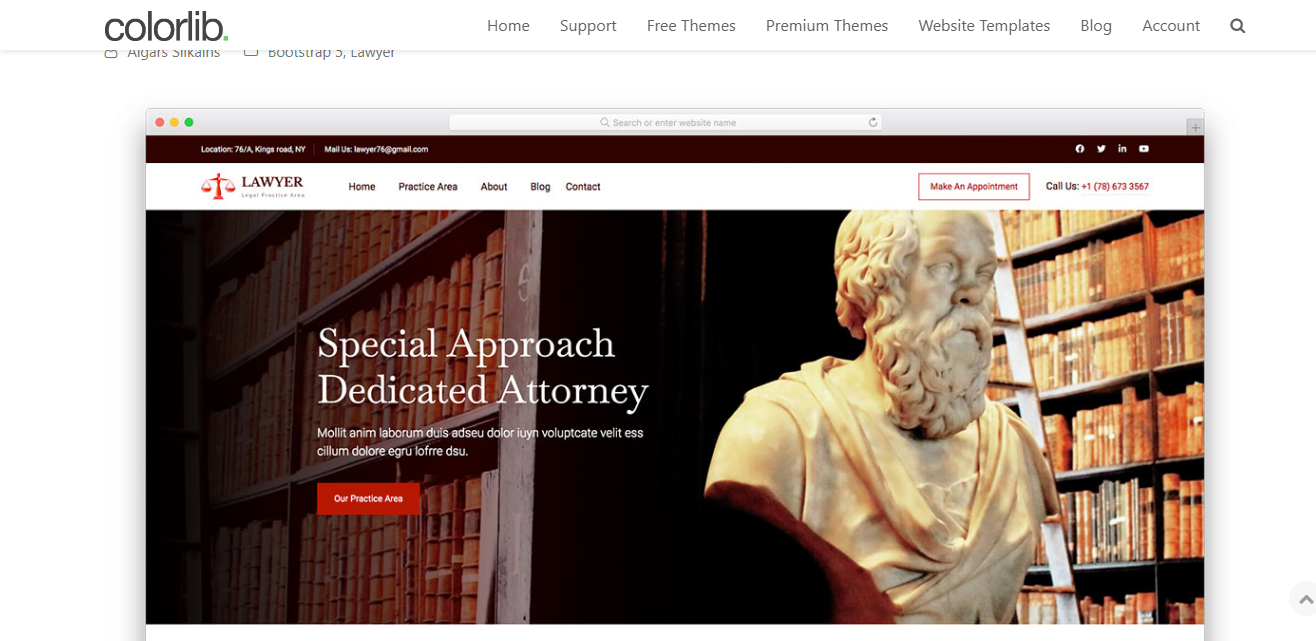 colorlib.
Home Support Free Themes Premium Themes Website Templates Blog Account
Aigars Silkalns Bootstrap 5, Lawyer
Search or enter website name
Location: 76/A, Kings road, NY Mail Us: lawyer76@gmail.com
LAWYER
Legal Practice Area
Home Practice Area About Blog Contact
Make An Appointment
Call Us: +1 (78) 673 3567
Special Approach
Dedicated Attorney
Mollit anim laborum duis adseu dolor iuyn voluptcate velit ess
cillum dolore egru lofrre dsu.
Our Practice Area